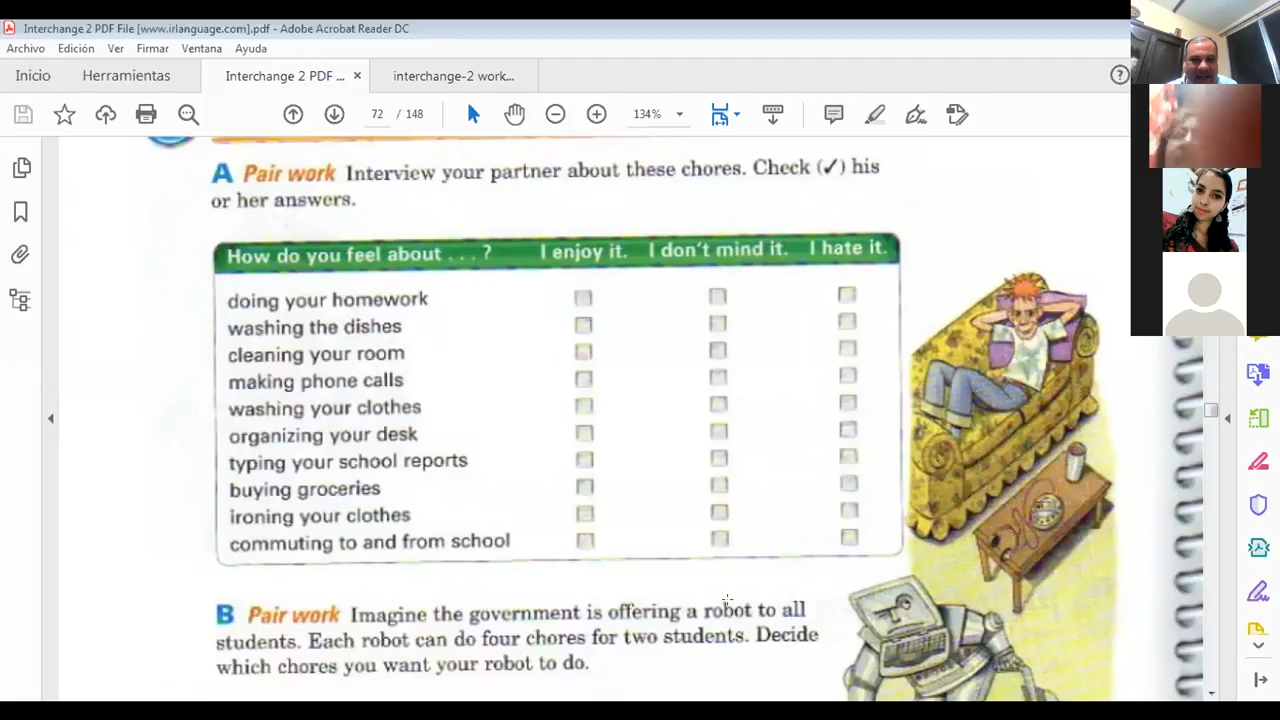 Interchange 2 PDF File [www.irlanguage.com].pdf - Adobe Acrobat Reader DC
Archivo Edición Ver Firmar Ventana Ayuda
Inicio Herramientas Interchange 2 PDF ... × interchange-2 work...
72 / 148 134%
A Pair work Interview your partner about these chores. Check (✓) his
or her answers.
How do you feel about . . . ? I enjoy it. I don't mind it. I hate it.
doing your homework
washing the dishes
cleaning your room
making phone calls
washing your clothes
organizing your desk
typing your school reports
buying groceries
ironing your clothes
commuting to and from school
B Pair work Imagine the government is offering a robot to all
students. Each robot can do four chores for two students. Decide
which chores you want your robot to do.